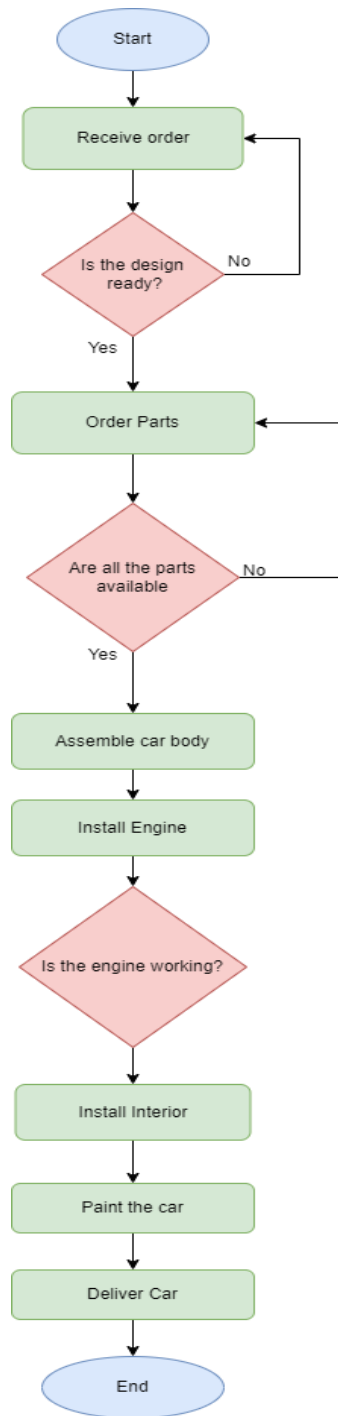 Start
Receive order
Is the design
ready?
No
Yes
Order Parts
Are all the parts
available
No
Yes
Assemble car body
Install Engine
Is the engine working?
Install Interior
Paint the car
Deliver Car
End